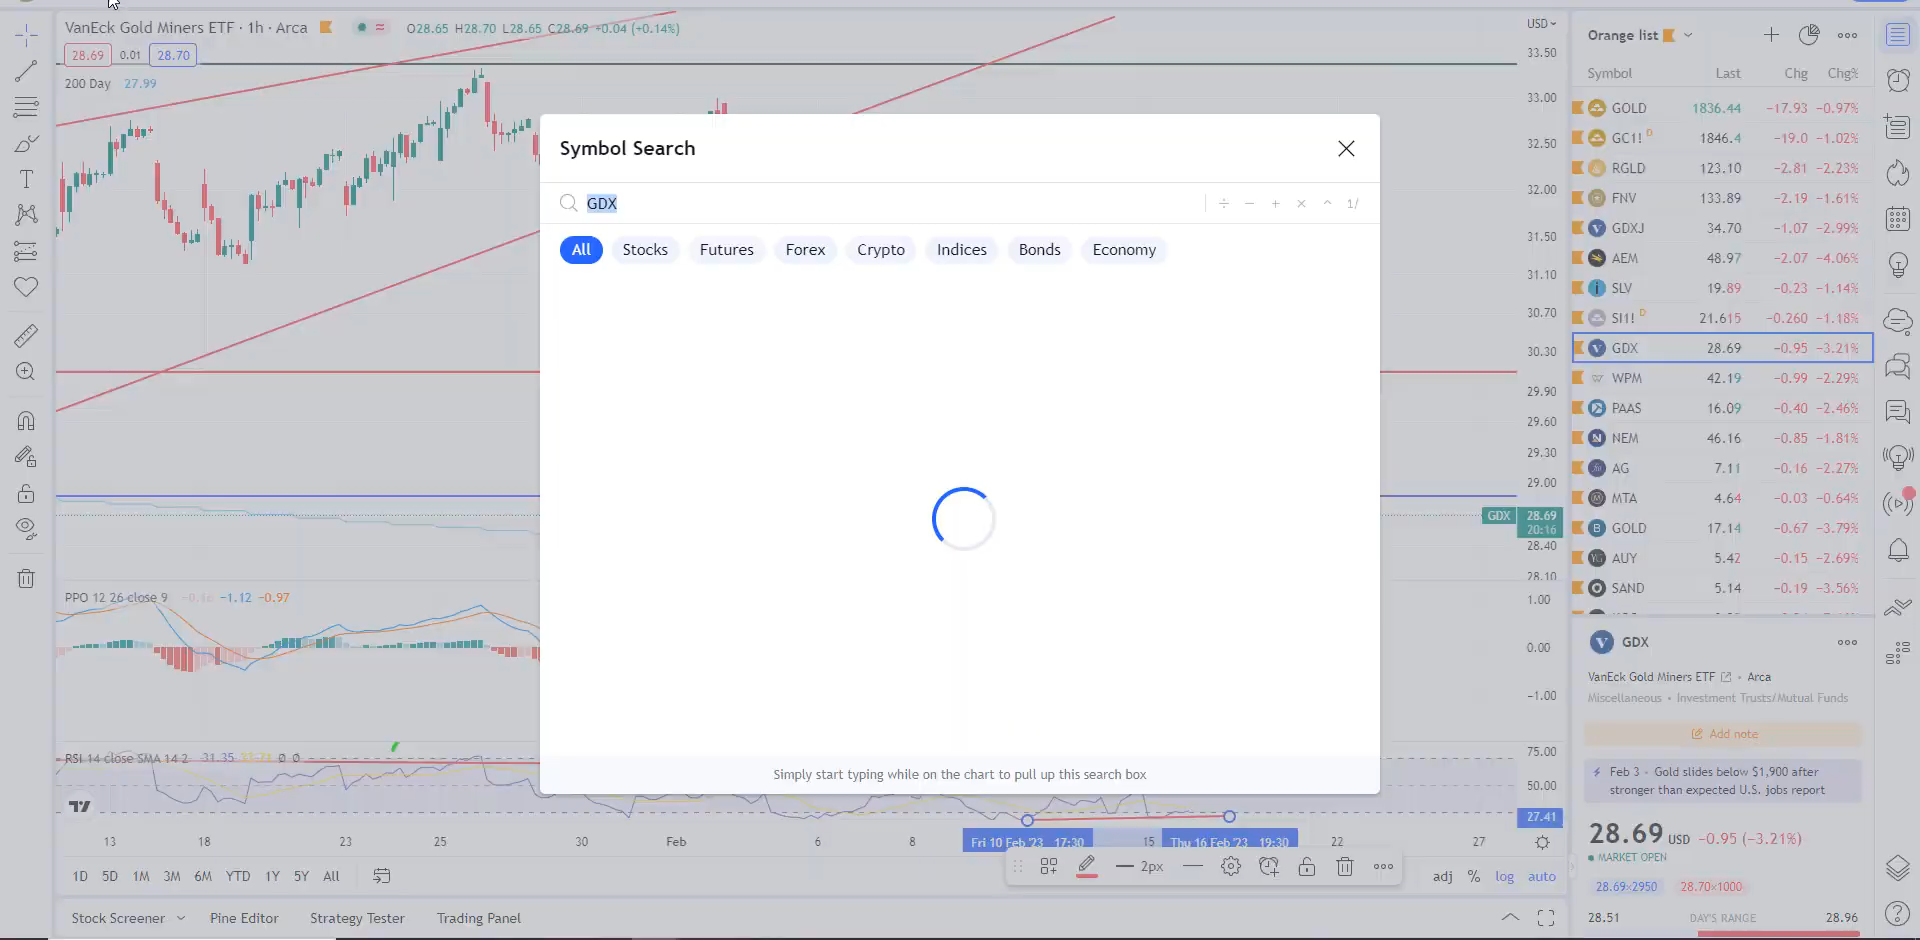 VanEck Gold Miners ETF · 1h · Arca
O28.65 H28.70 L28.65 C28.69 +0.04 (+0.14%)
28.69 0.01 28.70
200 Day 27.99
USD
33.50
33.00
32.50
32.00
31.50
31.10
30.70
30.30
29.90
29.60
29.30
29.00
GDX 28.69
20:16
28.40
28.10
Symbol Search
GDX
÷ − + × ^ 1/
All Stocks Futures Forex Crypto Indices Bonds Economy
Simply start typing while on the chart to pull up this search box
PPO 12 26 close 9 −0.16 −1.12 −0.97
1.00
0.00
−1.00
RSI 14 close SMA 14 2 31.35 Ø Ø
75.00
50.00
27.41
13 18 23 25 30 Feb 6 8 Fri 10 Feb '23 17:30 15 Thu 16 Feb '23 19:30 22 27
2px
1D 5D 1M 3M 6M YTD 1Y 5Y All
adj % log auto
Stock Screener Pine Editor Strategy Tester Trading Panel
Orange list
Symbol Last Chg Chg%
GOLD 1836.44 −17.93 −0.97%
GC1! D 1846.4 −19.0 −1.02%
RGLD 123.10 −2.81 −2.23%
FNV 133.89 −2.19 −1.61%
GDXJ 34.70 −1.07 −2.99%
AEM 48.97 −2.07 −4.06%
SLV 19.89 −0.23 −1.14%
SI1! D 21.615 −0.260 −1.18%
GDX 28.69 −0.95 −3.21%
WPM 42.19 −0.99 −2.29%
PAAS 16.09 −0.40 −2.46%
NEM 46.16 −0.85 −1.81%
AG 7.11 −0.16 −2.27%
MTA 4.64 −0.03 −0.64%
GOLD 17.14 −0.67 −3.79%
AUY 5.42 −0.15 −2.69%
SAND 5.14 −0.19 −3.56%
GDX
VanEck Gold Miners ETF · Arca
Miscellaneous · Investment Trusts/Mutual Funds
Add note
Feb 3 · Gold slides below $1,900 after
stronger than expected U.S. jobs report
28.69 USD −0.95 (−3.21%)
MARKET OPEN
28.69×2950 28.70×1000
28.51 DAY'S RANGE 28.96